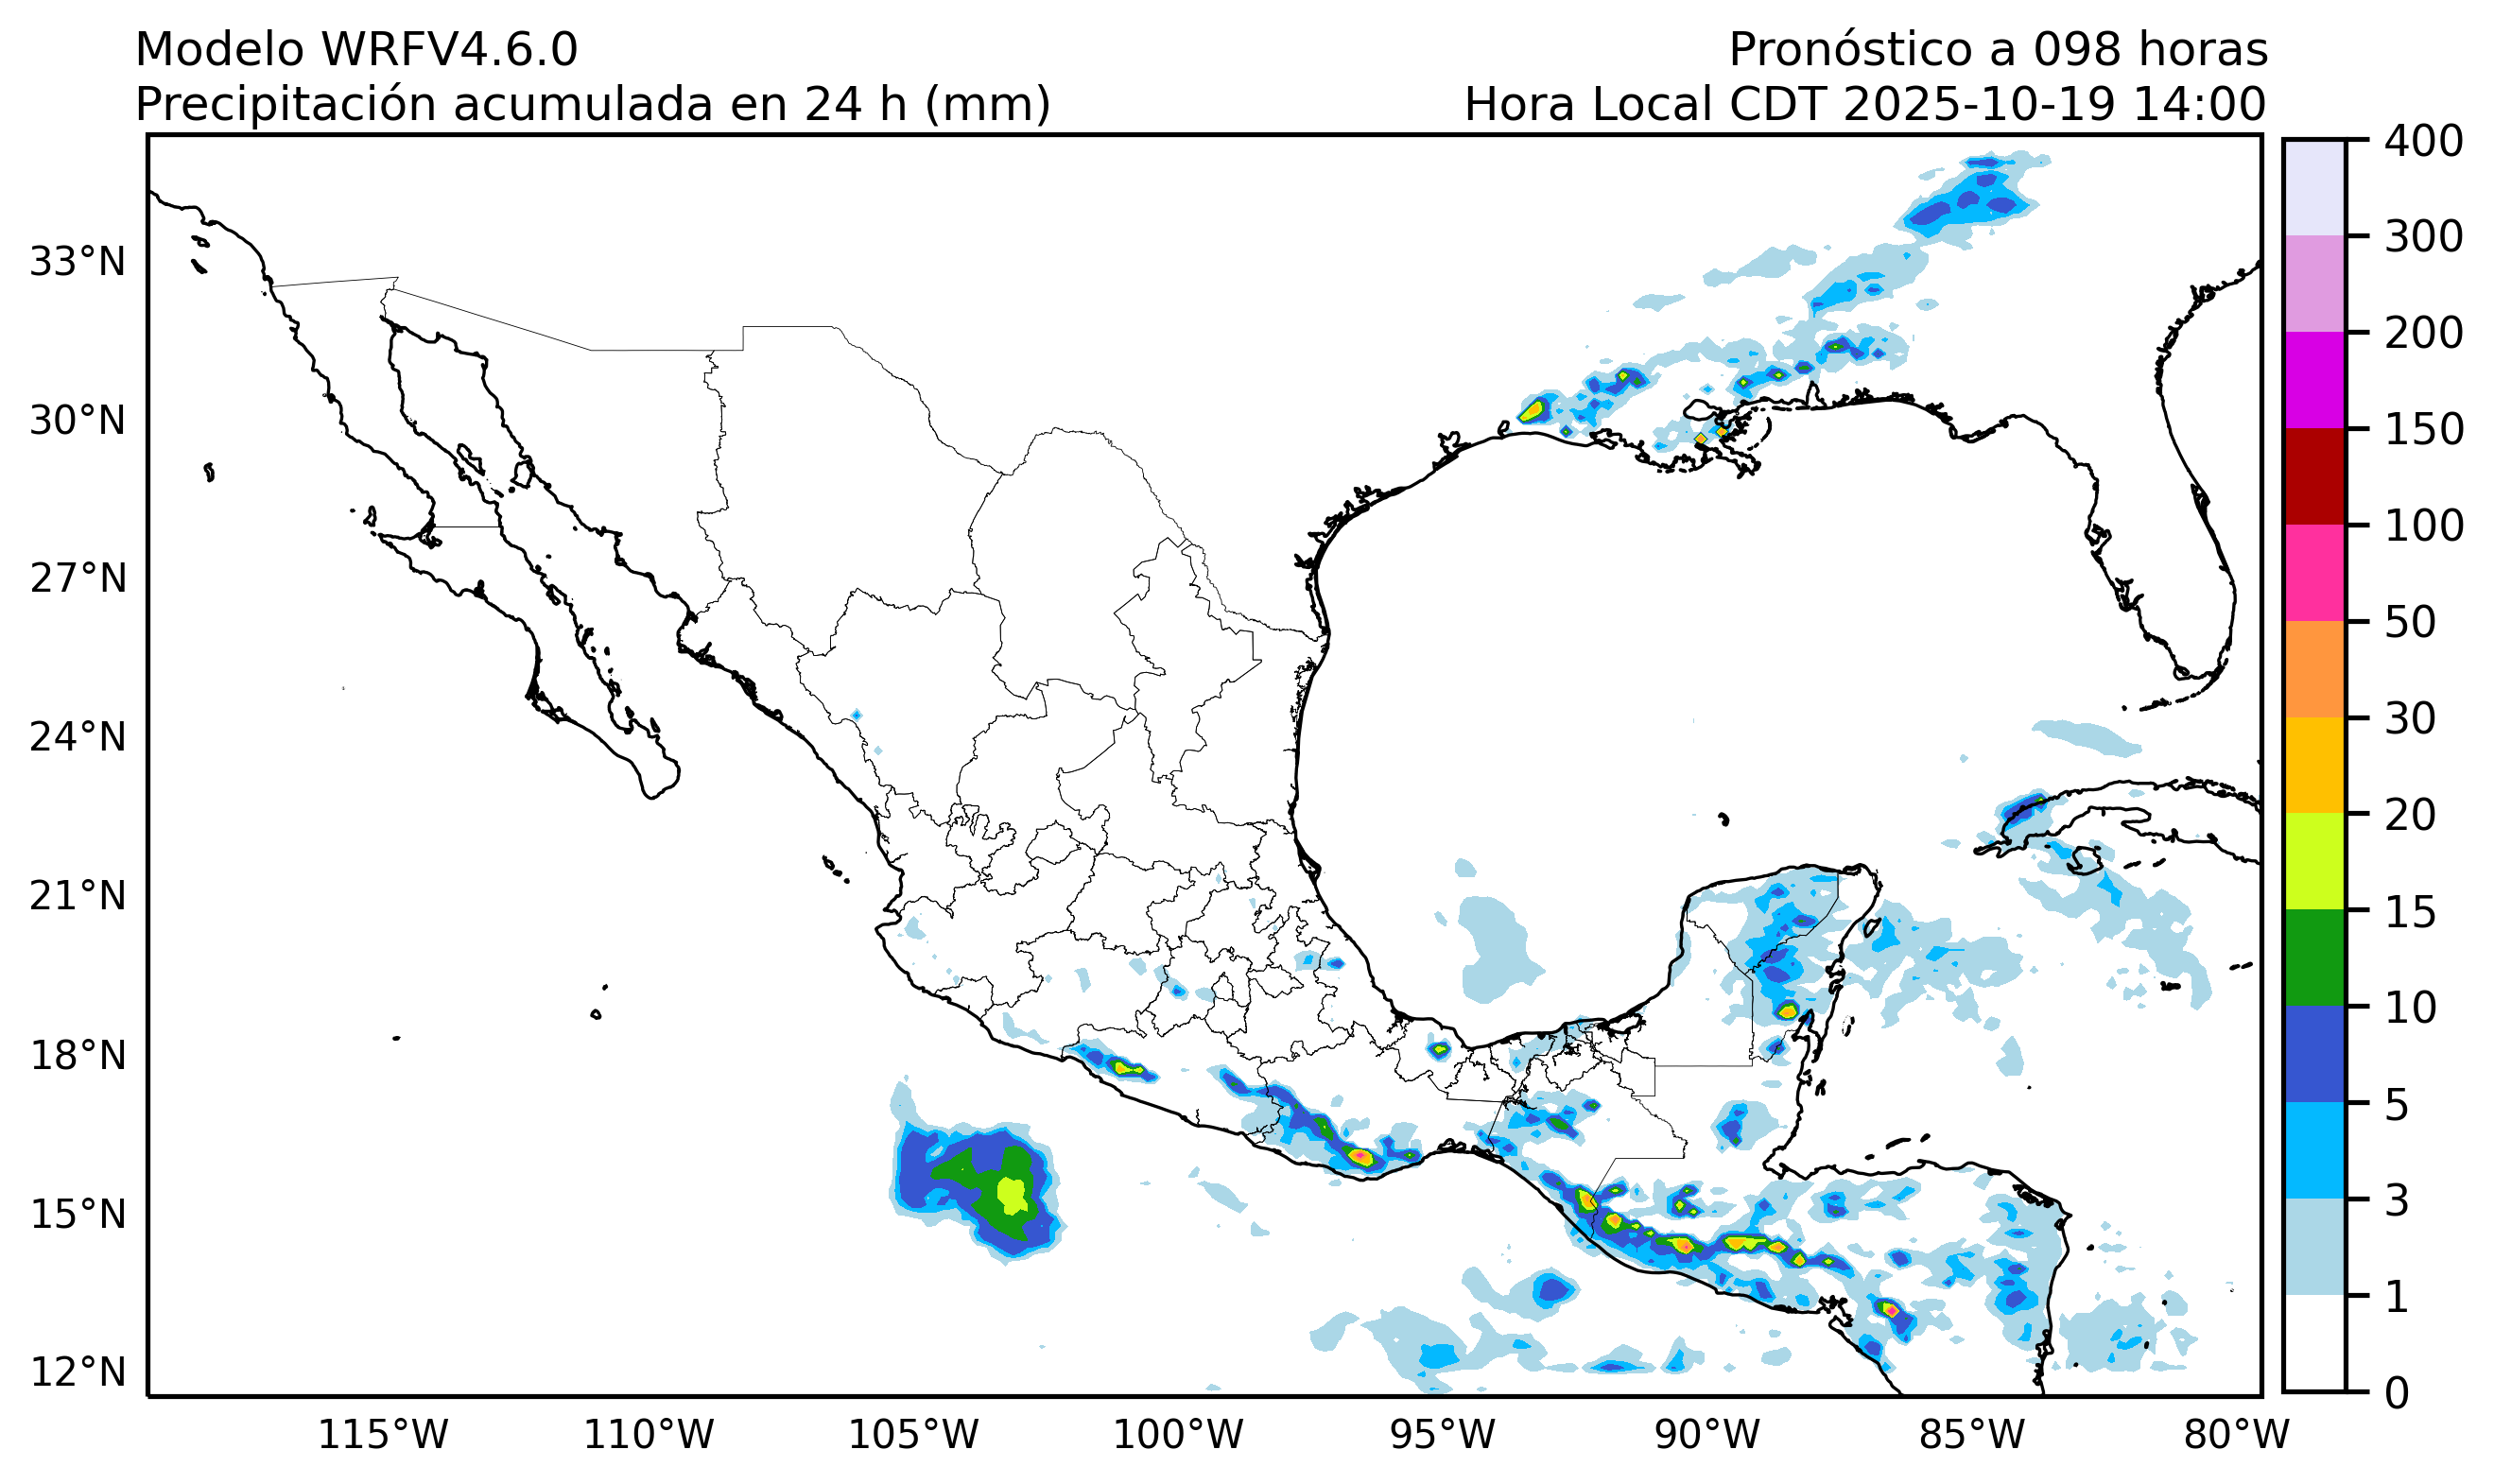 Modelo WRFV4.6.0
Pronóstico a 098 horas
Precipitación acumulada en 24 h (mm)
Hora Local CDT 2025-10-19 14:00
33°N
30°N
27°N
24°N
21°N
18°N
15°N
12°N
115°W
110°W
105°W
100°W
95°W
90°W
85°W
80°W
400
300
200
150
100
50
30
20
15
10
5
3
1
0